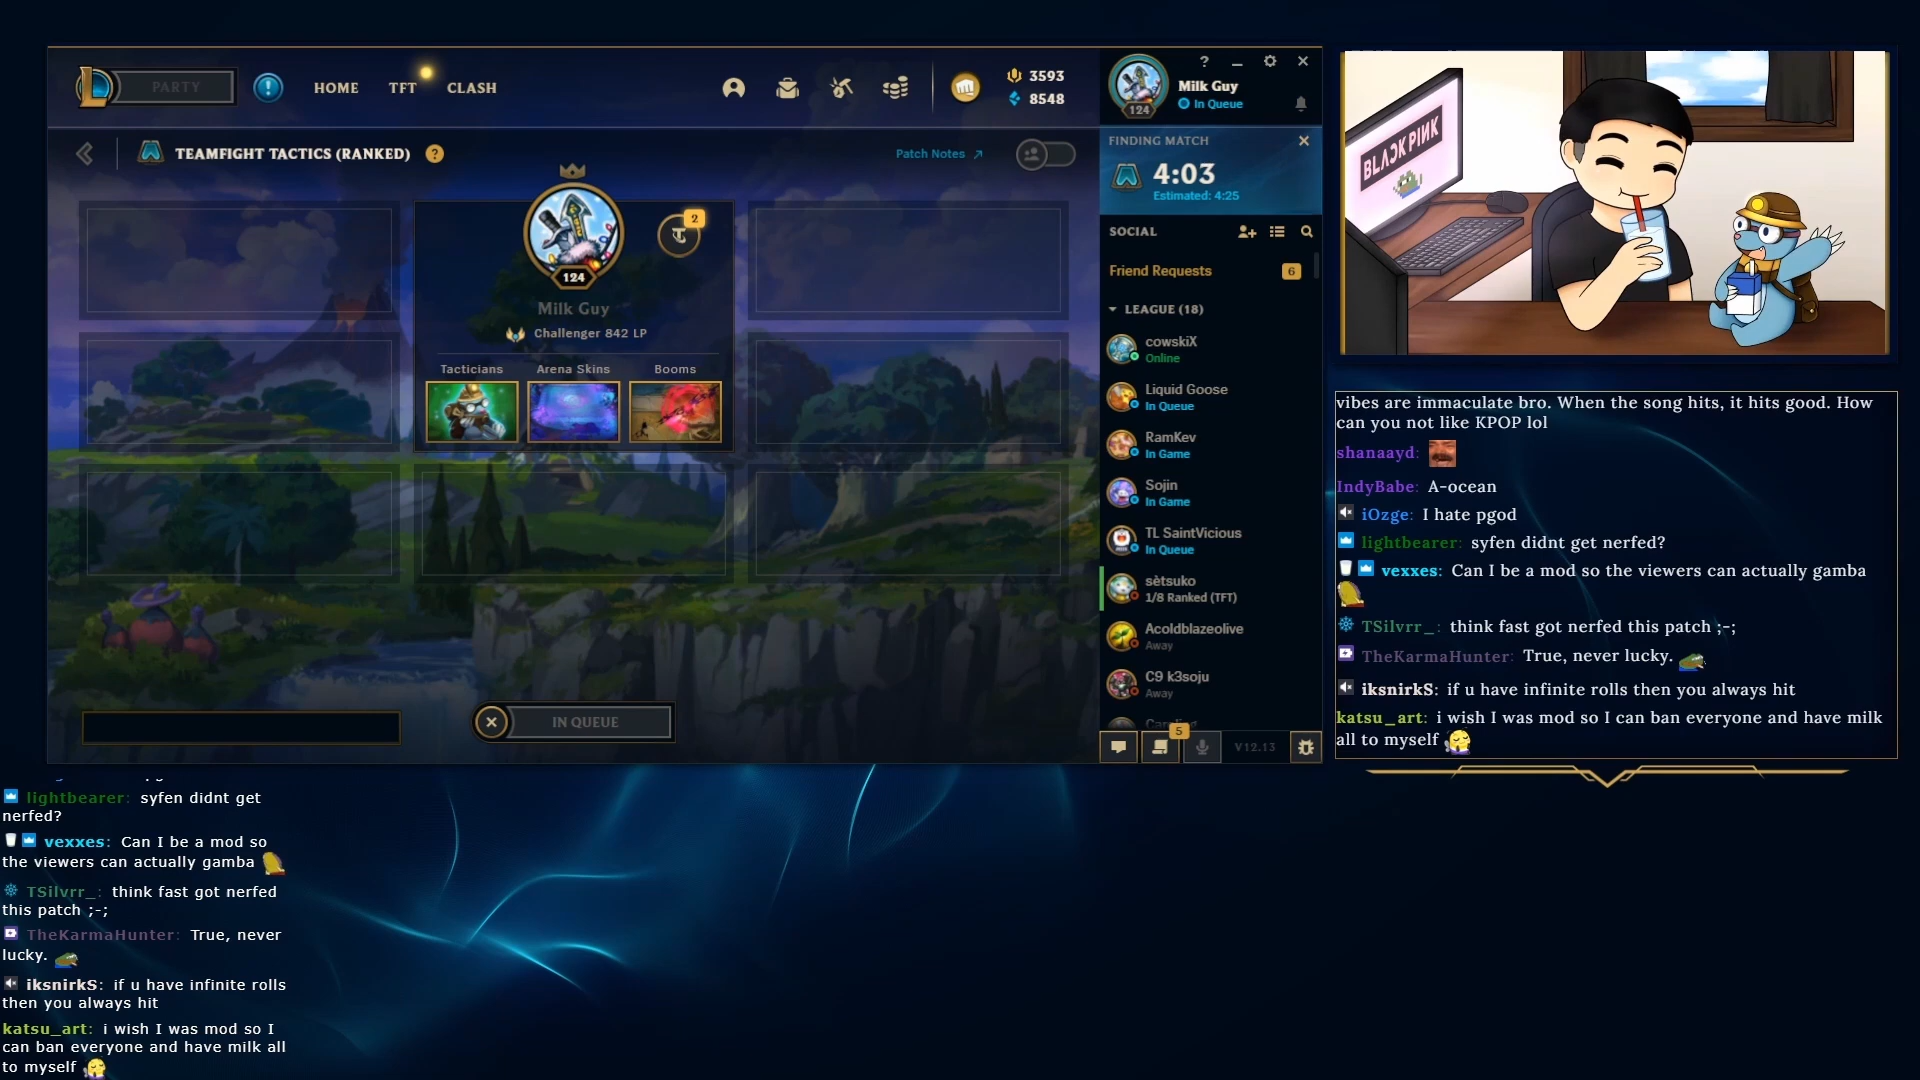 PARTY
HOME
TFT
CLASH
3593
8548
TEAMFIGHT TACTICS (RANKED)
?
Patch Notes
2
124
Milk Guy
Challenger 842 LP
Tacticians
Arena Skins
Booms
IN QUEUE
?
Milk Guy
In Queue
124
FINDING MATCH
4:03
Estimated: 4:25
SOCIAL
Friend Requests
6
LEAGUE (18)
cowskiX
Online
Liquid Goose
In Queue
RamKev
In Game
Sojin
In Game
TL SaintVicious
In Queue
sètsuko
1/8 Ranked (TFT)
Acoldblazeolive
Away
C9 k3soju
Away
5
V12.13
BLACKPINK
vibes are immaculate bro. When the song hits, it hits good. How
can you not like KPOP lol
shanaayd:
IndyBabe: A-ocean
iOzge: I hate pgod
lightbearer: syfen didnt get nerfed?
vexxes: Can I be a mod so the viewers can actually gamba
TSilvrr_: think fast got nerfed this patch ;-;
TheKarmaHunter: True, never lucky.
iksnirkS: if u have infinite rolls then you always hit
katsu_art: i wish I was mod so I can ban everyone and have milk
all to myself
lightbearer: syfen didnt get
nerfed?
vexxes: Can I be a mod so
the viewers can actually gamba
TSilvrr_: think fast got nerfed
this patch ;-;
TheKarmaHunter: True, never
lucky.
iksnirkS: if u have infinite rolls
then you always hit
katsu_art: i wish I was mod so I
can ban everyone and have milk all
to myself